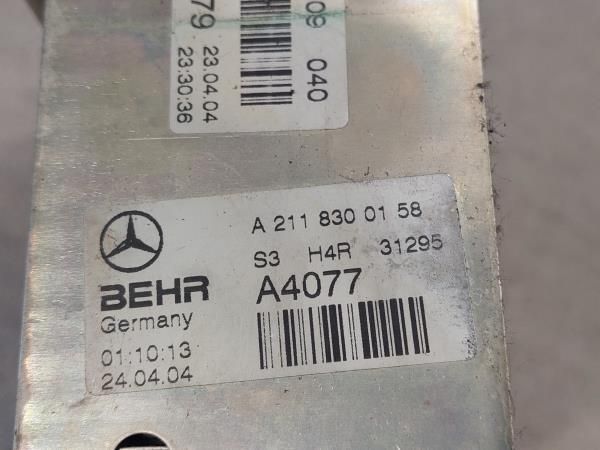 79
23.04.04
23:30:36
09 040
A 211 830 01 58
S3 H4R 31295
BEHR
A4077
Germany
01:10:13
24.04.04